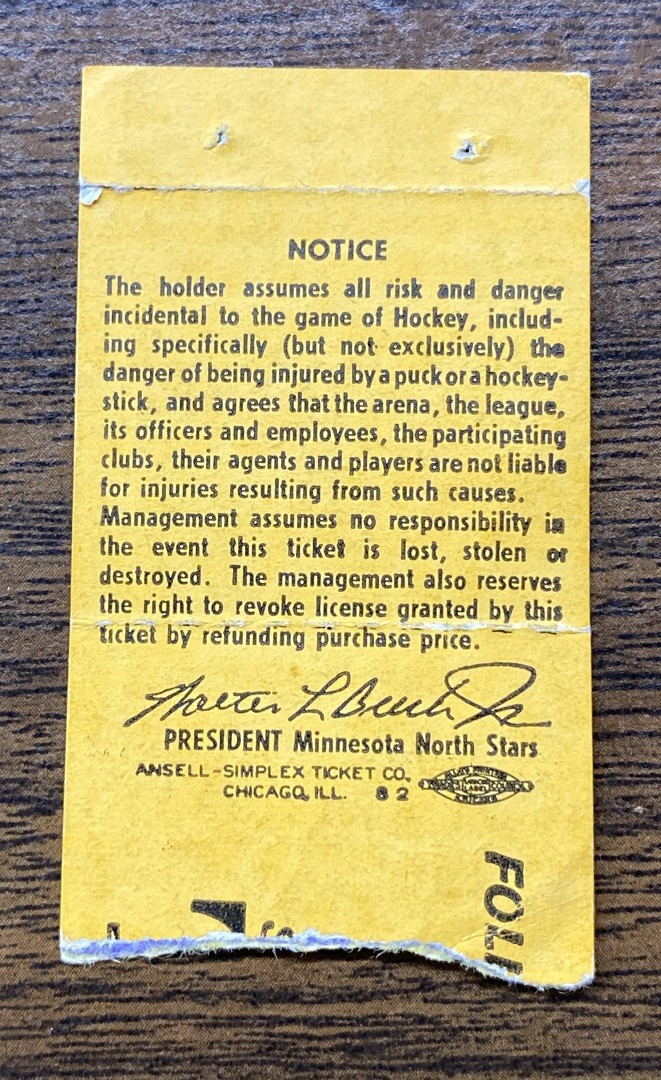 NOTICE
The holder assumes all risk and danger
incidental to the game of Hockey, includ-
ing specifically (but not exclusively) the
danger of being injured by a puck or a hockey-
stick, and agrees that the arena, the league,
its officers and employees, the participating
clubs, their agents and players are not liable
for injuries resulting from such causes.
Management assumes no responsibility in
the event this ticket is lost, stolen or
destroyed. The management also reserves
the right to revoke license granted by this
ticket by refunding purchase price.
Walter L Bush Jr
PRESIDENT Minnesota North Stars
ANSELL-SIMPLEX TICKET CO.
CHICAGO, ILL. 82